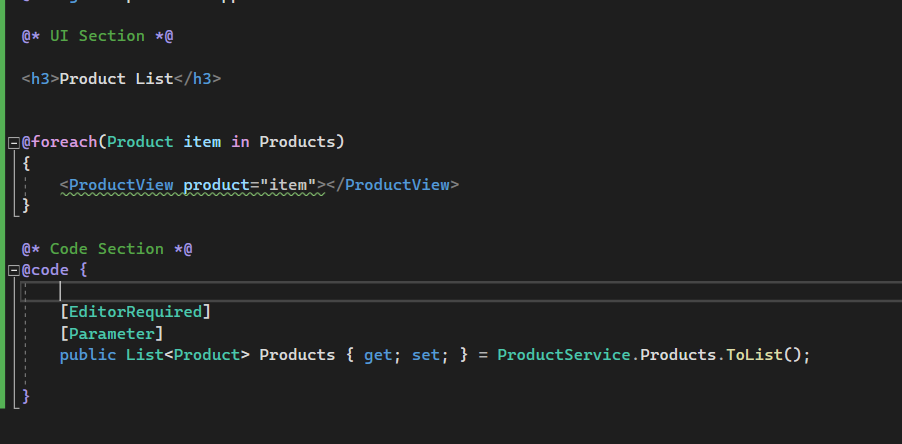 @* UI Section *@
<h3>Product List</h3>
@foreach(Product item in Products)
{
<ProductView product="item"></ProductView>
}
@* Code Section *@
@code {
[EditorRequired]
[Parameter]
public List<Product> Products { get; set; } = ProductService.Products.ToList();
}